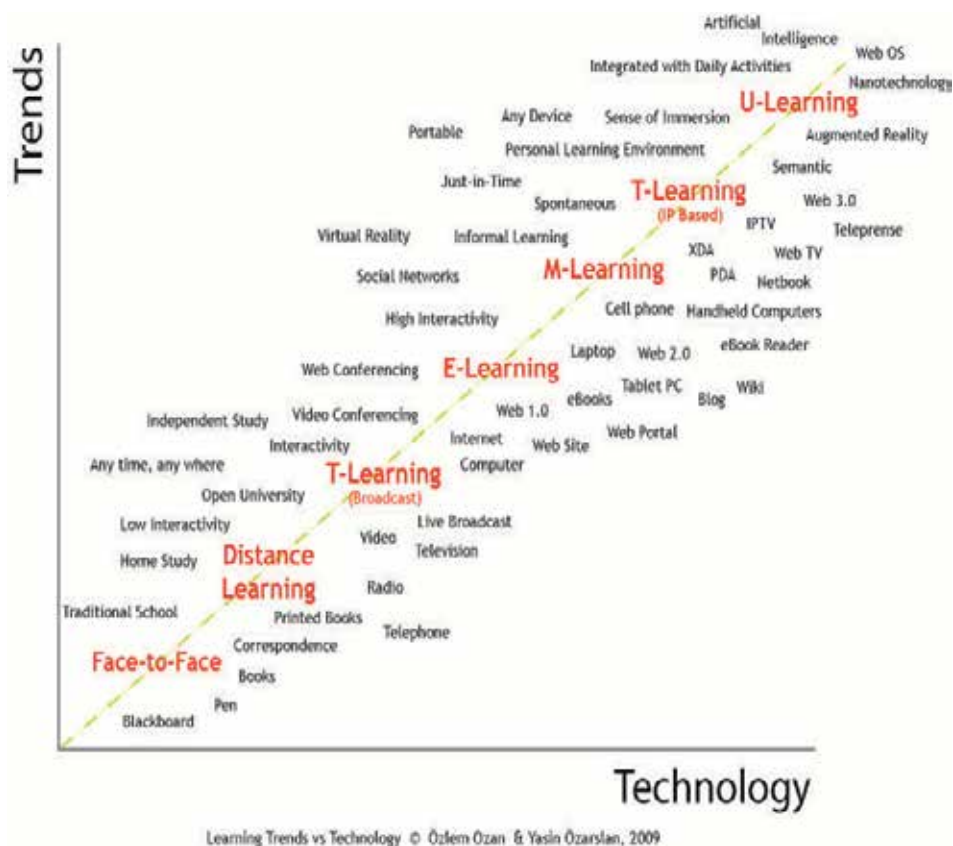 Trends
Artificial
Intelligence
Web OS
Integrated with Daily Activities
Nanotechnology
U-Learning
Any Device
Sense of Immersion
Portable
Augmented Reality
Personal Learning Environment
Semantic
Just-in-Time
T-Learning
(IP Based)
Spontaneous
Web 3.0
IPTV
Teleprense
Virtual Reality
Informal Learning
XDA
Web TV
M-Learning
Social Networks
PDA
Netbook
Cell phone
Handheld Computers
High Interactivity
eBook Reader
Laptop
Web 2.0
E-Learning
Web Conferencing
Tablet PC
Wiki
eBooks
Blog
Web 1.0
Video Conferencing
Independent Study
Web Portal
Internet
Web Site
Interactivity
Computer
Any time, any where
T-Learning
(Broadcast)
Open University
Low Interactivity
Live Broadcast
Video
Television
Home Study
Distance
Learning
Radio
Traditional School
Printed Books
Telephone
Correspondence
Face-to-Face
Books
Pen
Blackboard
Technology
Learning Trends vs Technology © Özlem Ozan & Yasin Özarslan, 2009